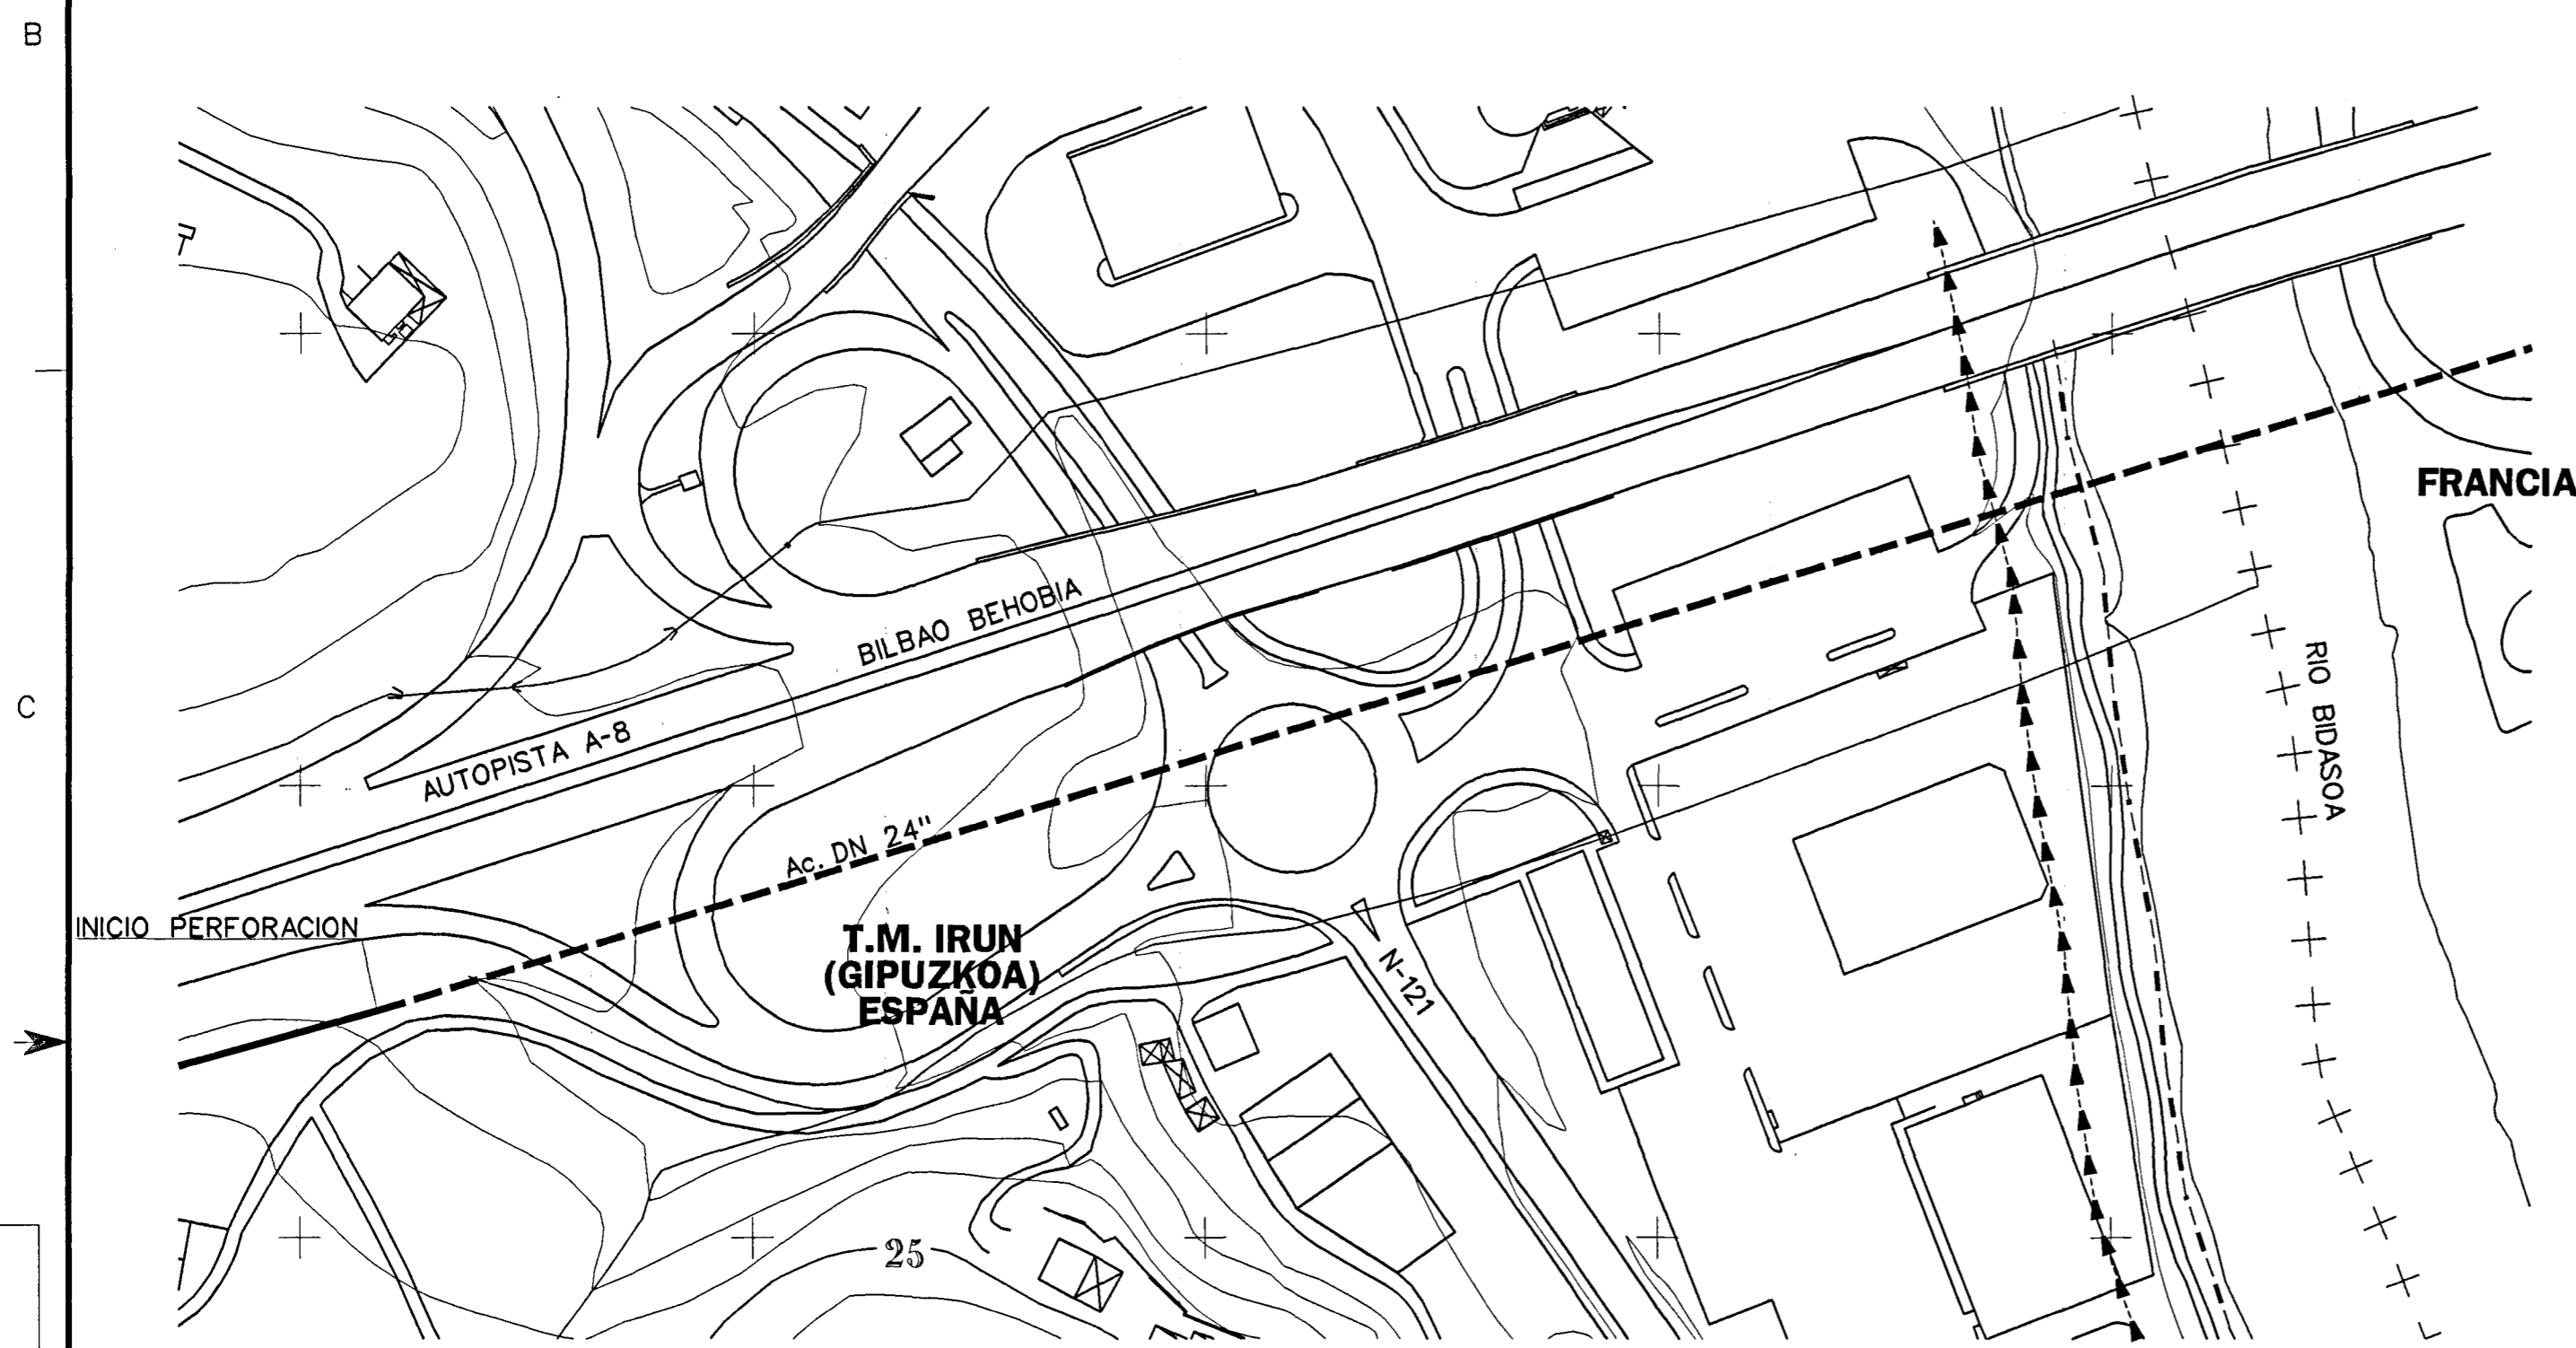 B
FRANCIA
BILBAO BEHOBIA
RIO BIDASOA
C
AUTOPISTA A-8
Ac. DN 24"
INICIO PERFORACION
T.M. IRUN
(GIPUZKOA)
ESPAÑA
N-121
25